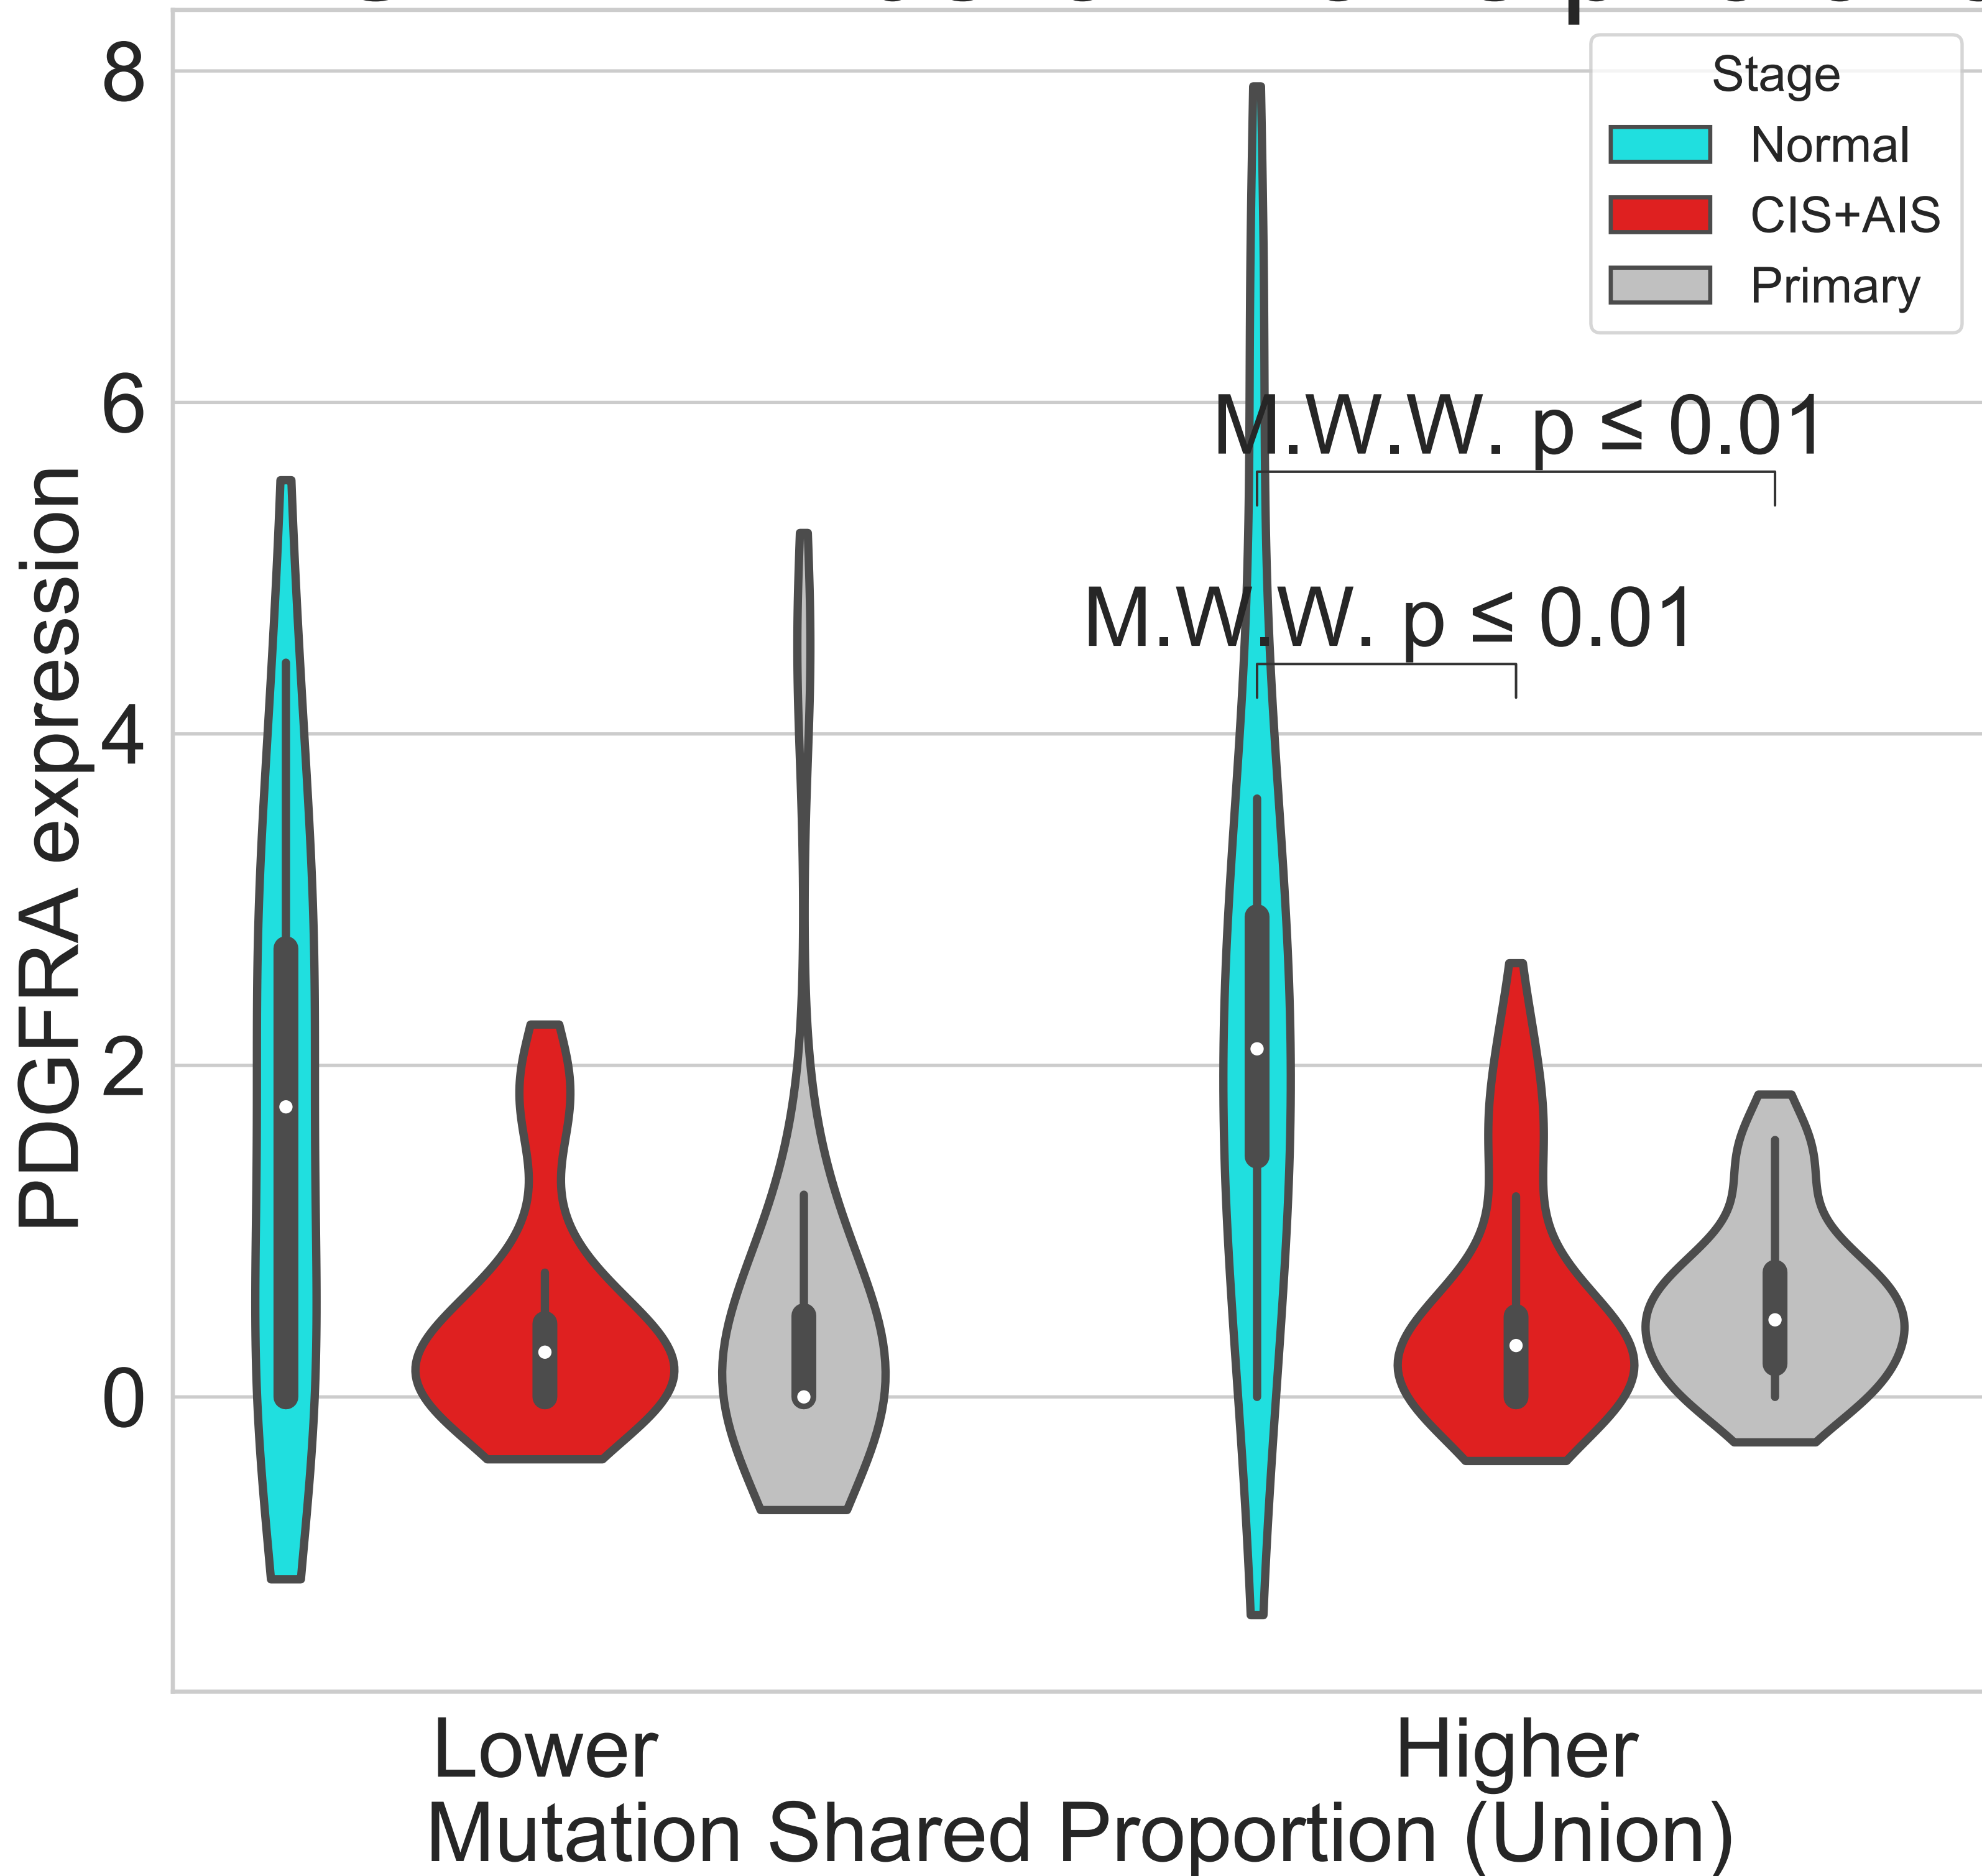 8
6
4
2
0
PDGFRA expression
Stage
Normal
CIS+AIS
Primary
M.W.W. p ≤ 0.01
M.W.W. p ≤ 0.01
Lower
Higher
Mutation Shared Proportion (Union)